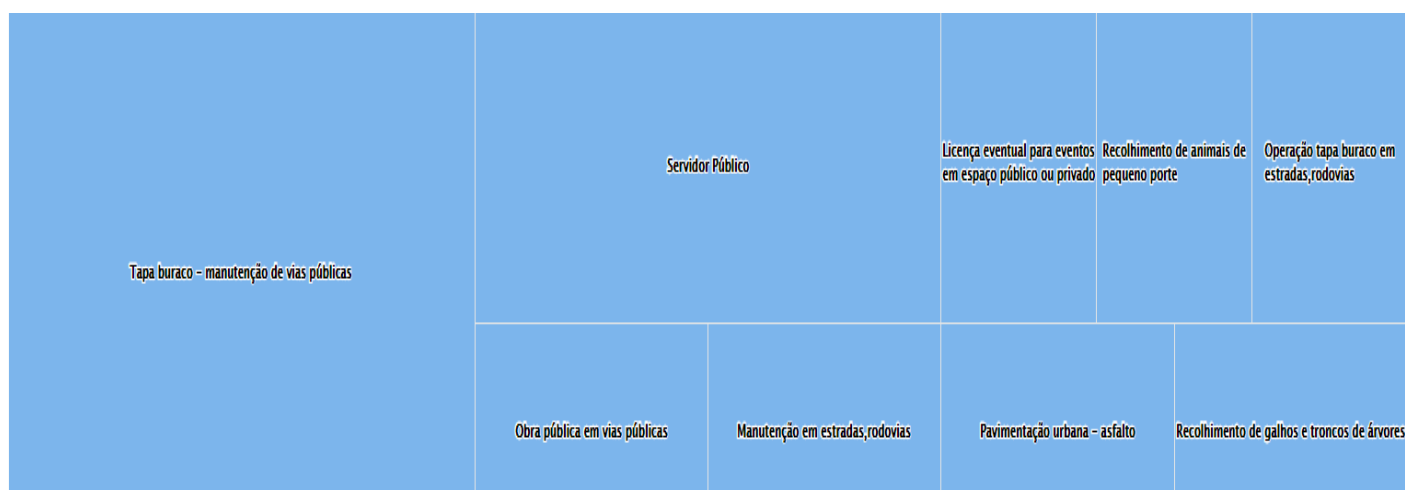 Tapa buraco – manutenção de vias públicas
Servidor Público
Licença eventual para eventos
em espaço público ou privado
Recolhimento de animais de
pequeno porte
Operação tapa buraco em
estradas,rodovias
Obra pública em vias públicas
Manutenção em estradas,rodovias
Pavimentação urbana – asfalto
Recolhimento de galhos e troncos de árvores